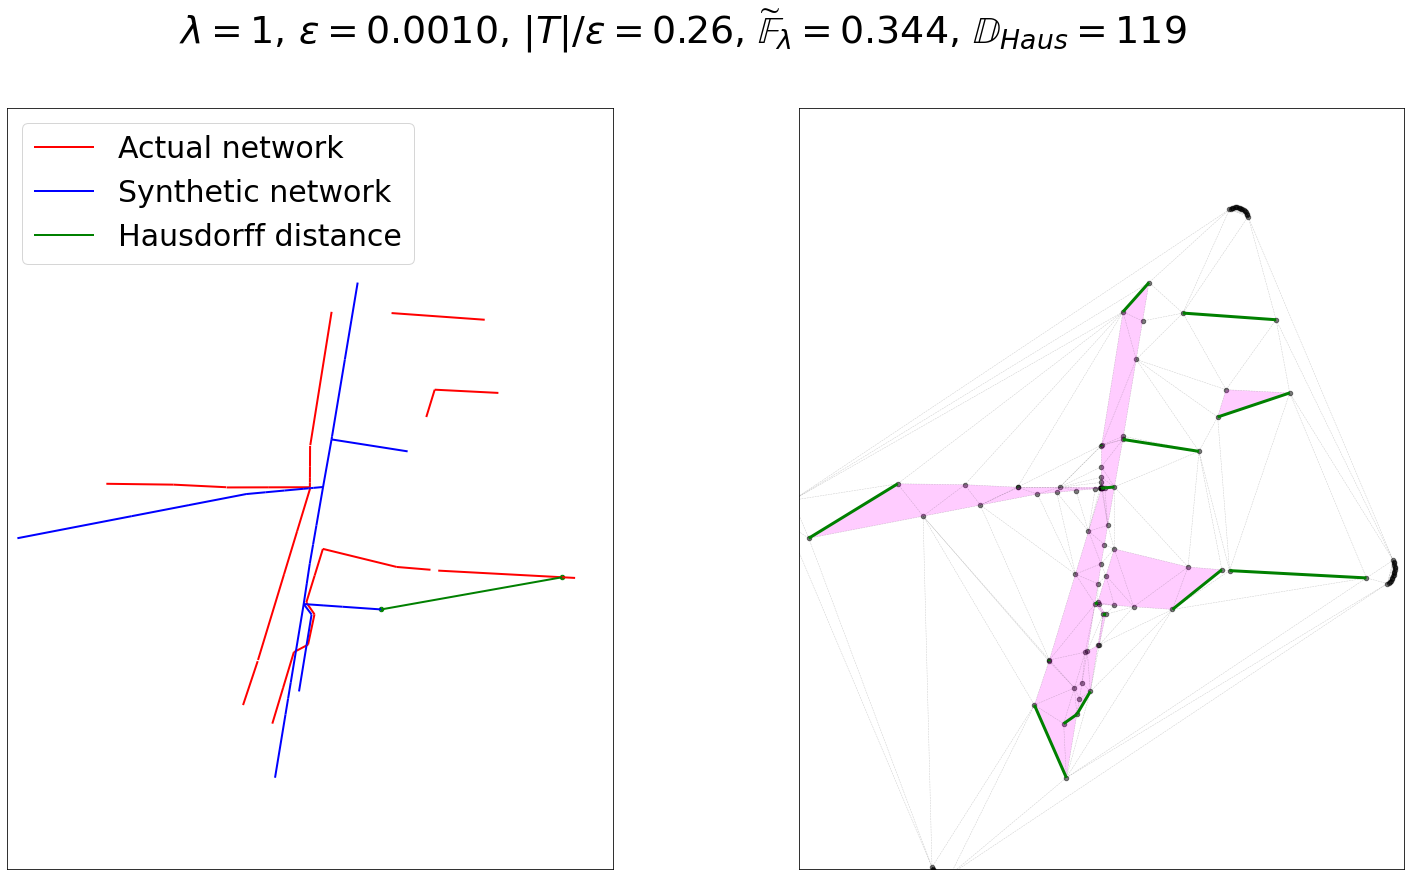 λ = 1, ε = 0.0010, |T|/ε = 0.26, 𝔽̃_λ = 0.344, 𝔻_Haus = 119
Actual network
Synthetic network
Hausdorff distance